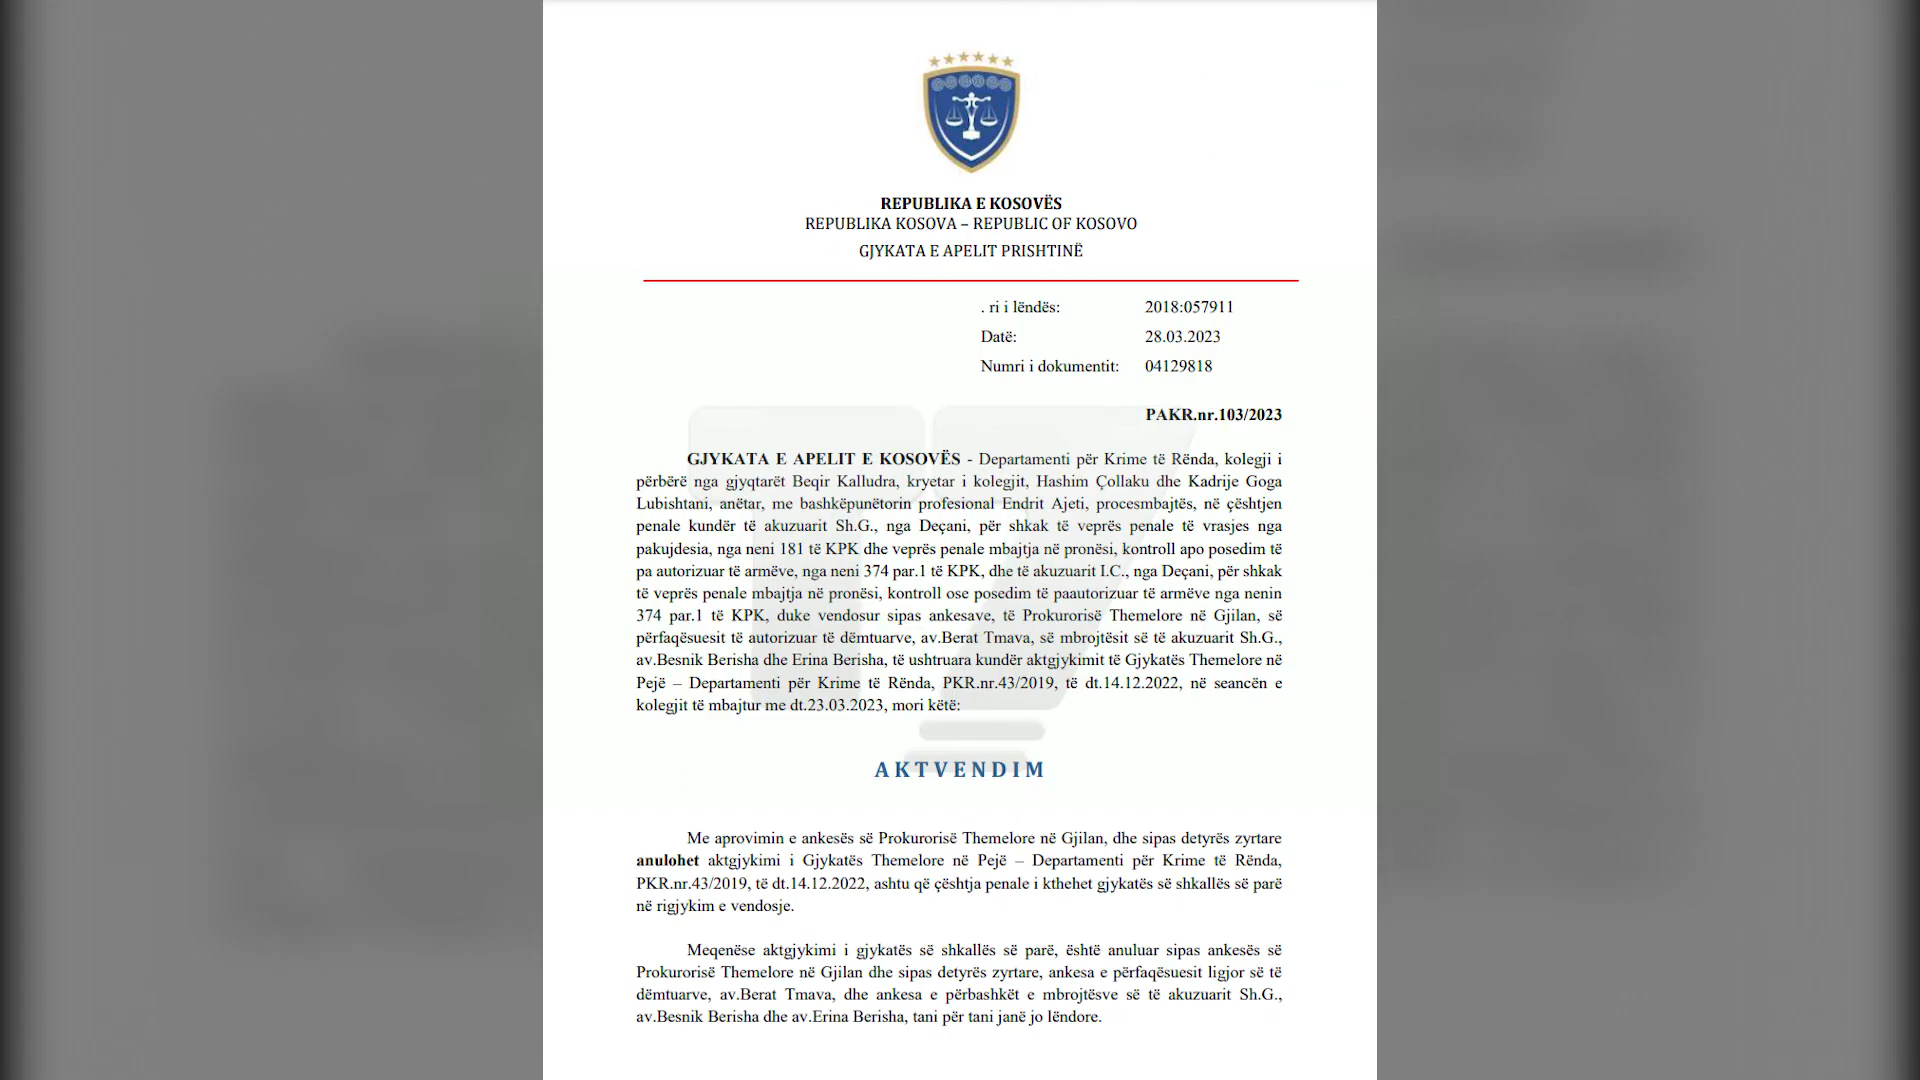 REPUBLIKA E KOSOVËS
REPUBLIKA KOSOVA – REPUBLIC OF KOSOVO
GJYKATA E APELIT PRISHTINË
. ri i lëndës: 2018:057911
Datë: 28.03.2023
Numri i dokumentit: 04129818
PAKR.nr.103/2023
GJYKATA E APELIT E KOSOVËS - Departamenti për Krime të Rënda, kolegji i
përbërë nga gjyqtarët Beqir Kalludra, kryetar i kolegjit, Hashim Çollaku dhe Kadrije Goga
Lubishtani, anëtar, me bashkëpunëtorin profesional Endrit Ajeti, procesmbajtës, në çështjen
penale kundër të akuzuarit Sh.G., nga Deçani, për shkak të veprës penale të vrasjes nga
pakujdesia, nga neni 181 të KPK dhe veprës penale mbajtja në pronësi, kontroll apo posedim të
pa autorizuar të armëve, nga neni 374 par.1 të KPK, dhe të akuzuarit I.C., nga Deçani, për shkak
të veprës penale mbajtja në pronësi, kontroll ose posedim të paautorizuar të armëve nga nenin
374 par.1 të KPK, duke vendosur sipas ankesave, të Prokurorisë Themelore në Gjilan, së
përfaqësuesit të autorizuar të dëmtuarve, av.Berat Tmava, së mbrojtësit së të akuzuarit Sh.G.,
av.Besnik Berisha dhe Erina Berisha, të ushtruara kundër aktgjykimit të Gjykatës Themelore në
Pejë – Departamenti për Krime të Rënda, PKR.nr.43/2019, të dt.14.12.2022, në seancën e
kolegjit të mbajtur me dt.23.03.2023, mori këtë:
A K T V E N D I M
Me aprovimin e ankesës së Prokurorisë Themelore në Gjilan, dhe sipas detyrës zyrtare
anulohet aktgjykimi i Gjykatës Themelore në Pejë – Departamenti për Krime të Rënda,
PKR.nr.43/2019, të dt.14.12.2022, ashtu që çështja penale i kthehet gjykatës së shkallës së parë
në rigjykim e vendosje.
Meqenëse aktgjykimi i gjykatës së shkallës së parë, është anuluar sipas ankesës së
Prokurorisë Themelore në Gjilan dhe sipas detyrës zyrtare, ankesa e përfaqësuesit ligjor së të
dëmtuarve, av.Berat Tmava, dhe ankesa e përbashkët e mbrojtësve së të akuzuarit Sh.G.,
av.Besnik Berisha dhe av.Erina Berisha, tani për tani janë jo lëndore.